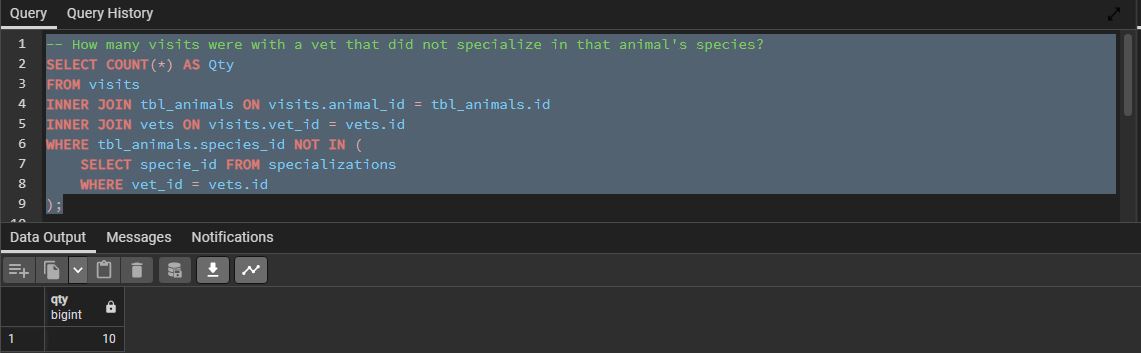 Query Query History
1 -- How many visits were with a vet that did not specialize in that animal's species?
2 SELECT COUNT(*) AS Qty
3 FROM visits
4 INNER JOIN tbl_animals ON visits.animal_id = tbl_animals.id
5 INNER JOIN vets ON visits.vet_id = vets.id
6 WHERE tbl_animals.species_id NOT IN (
7 SELECT specie_id FROM specializations
8 WHERE vet_id = vets.id
9 );
10
Data Output Messages Notifications
qty
bigint
1 10